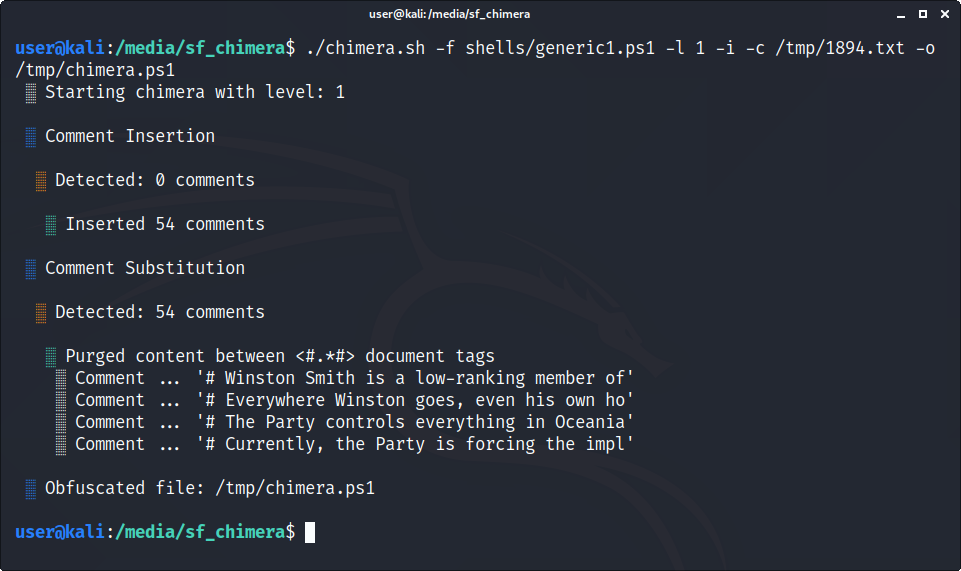 user@kali:/media/sf_chimera
user@kali:/media/sf_chimera$ ./chimera.sh -f shells/generic1.ps1 -l 1 -i -c /tmp/1894.txt -o
/tmp/chimera.ps1
Starting chimera with level: 1
Comment Insertion
Detected: 0 comments
Inserted 54 comments
Comment Substitution
Detected: 54 comments
Purged content between <#.*#> document tags
Comment ... '# Winston Smith is a low-ranking member of'
Comment ... '# Everywhere Winston goes, even his own ho'
Comment ... '# The Party controls everything in Oceania'
Comment ... '# Currently, the Party is forcing the impl'
Obfuscated file: /tmp/chimera.ps1
user@kali:/media/sf_chimera$